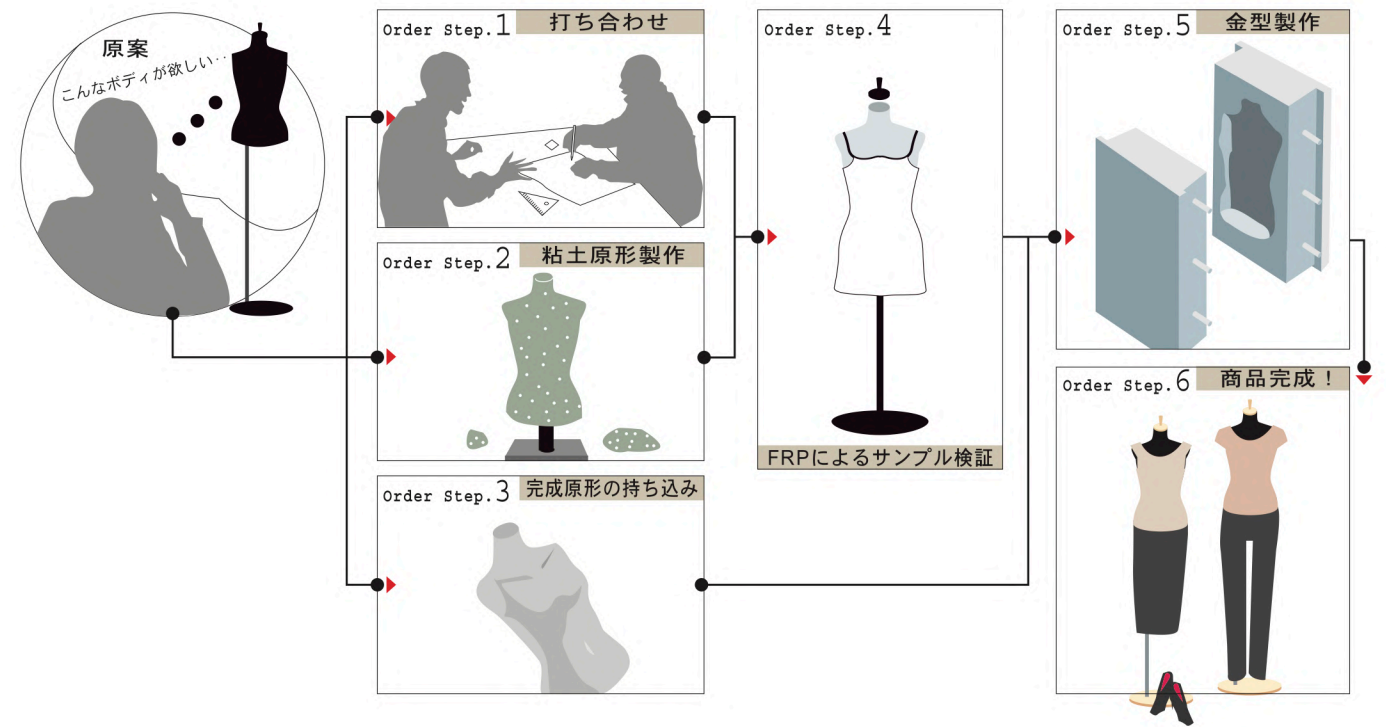 原案
こんなボディが欲しい‥
Order Step.1 打ち合わせ
Order Step.2 粘土原形製作
Order Step.3 完成原形の持ち込み
Order Step.4
FRPによるサンプル検証
Order Step.5 金型製作
Order Step.6 商品完成！